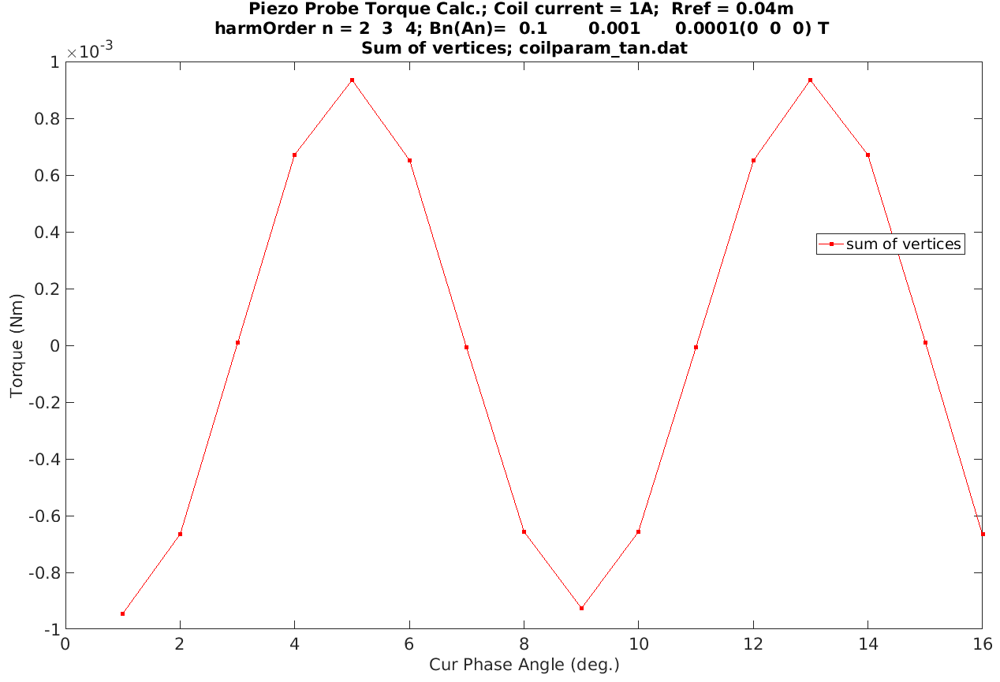 Piezo Probe Torque Calc.; Coil current = 1A;  Rref = 0.04m
harmOrder n = 2  3  4; Bn(An)=  0.1       0.001      0.0001(0  0  0) T
Sum of vertices; coilparam_tan.dat
×10-3
1
0.8
0.6
0.4
0.2
0
-0.2
-0.4
-0.6
-0.8
-1
Torque (Nm)
sum of vertices
0 2 4 6 8 10 12 14 16
Cur Phase Angle (deg.)